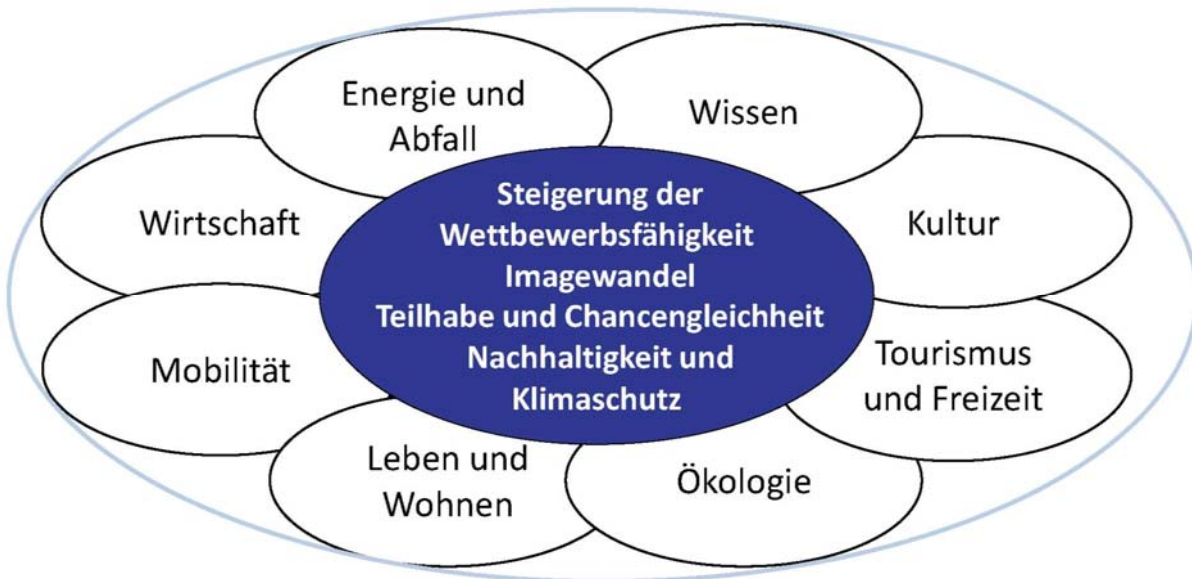 Energie und
Abfall
Wissen
Wirtschaft
Steigerung der
Wettbewerbsfähigkeit
Imagewandel
Teilhabe und Chancengleichheit
Nachhaltigkeit und
Klimaschutz
Kultur
Mobilität
Tourismus
und Freizeit
Leben und
Wohnen
Ökologie